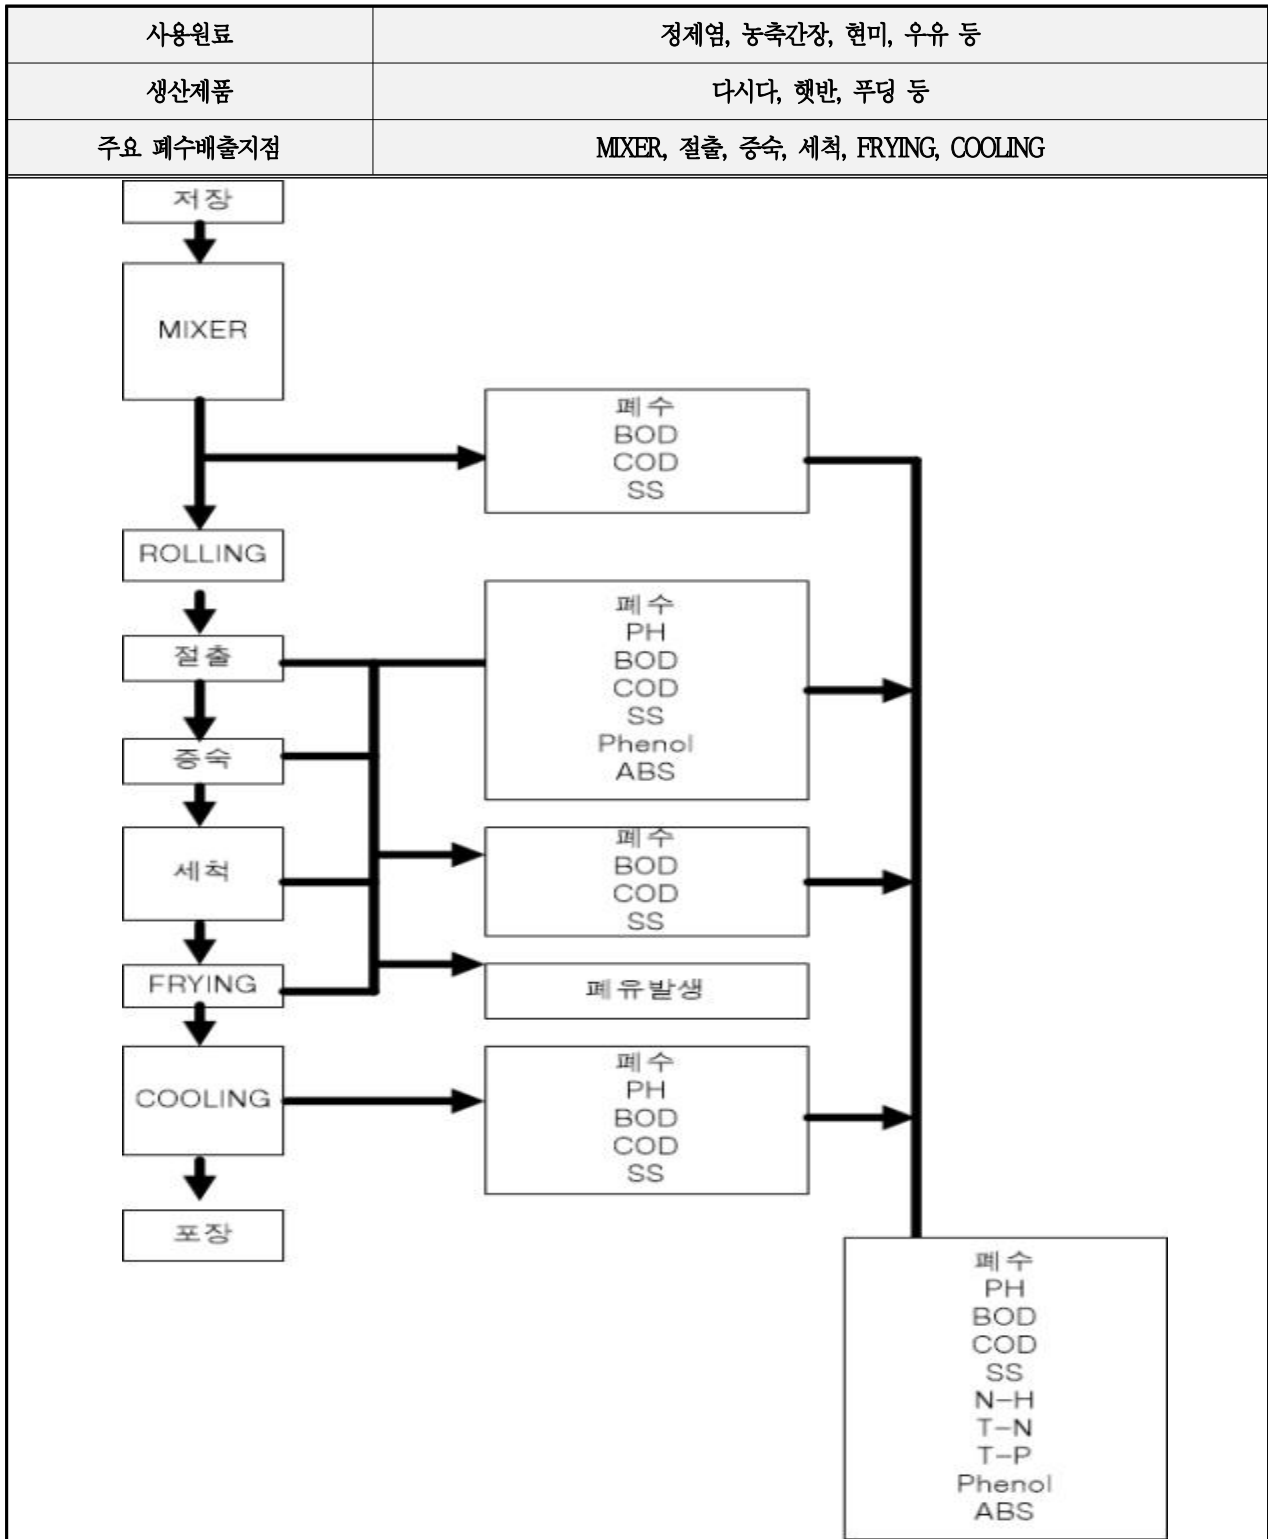 사용원료 정제염, 농축간장, 현미, 우유 등
생산제품 다시다, 햇반, 푸딩 등
주요 폐수배출지점 MIXER, 절출, 증숙, 세척, FRYING, COOLING
저장
MIXER
폐수
BOD
COD
SS
ROLLING
절출
폐수
PH
BOD
COD
SS
Phenol
ABS
증숙
세척
폐수
BOD
COD
SS
FRYING
폐유발생
COOLING
폐수
PH
BOD
COD
SS
포장
폐수
PH
BOD
COD
SS
N-H
T-N
T-P
Phenol
ABS